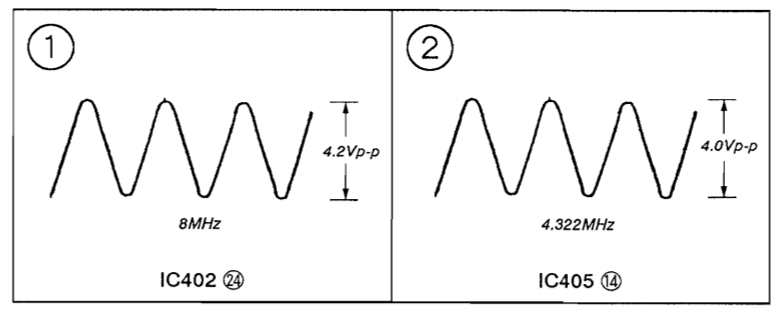 ①
4.2Vp-p
8MHz
IC402 ㉔
②
4.0Vp-p
4.322MHz
IC405 ⑭